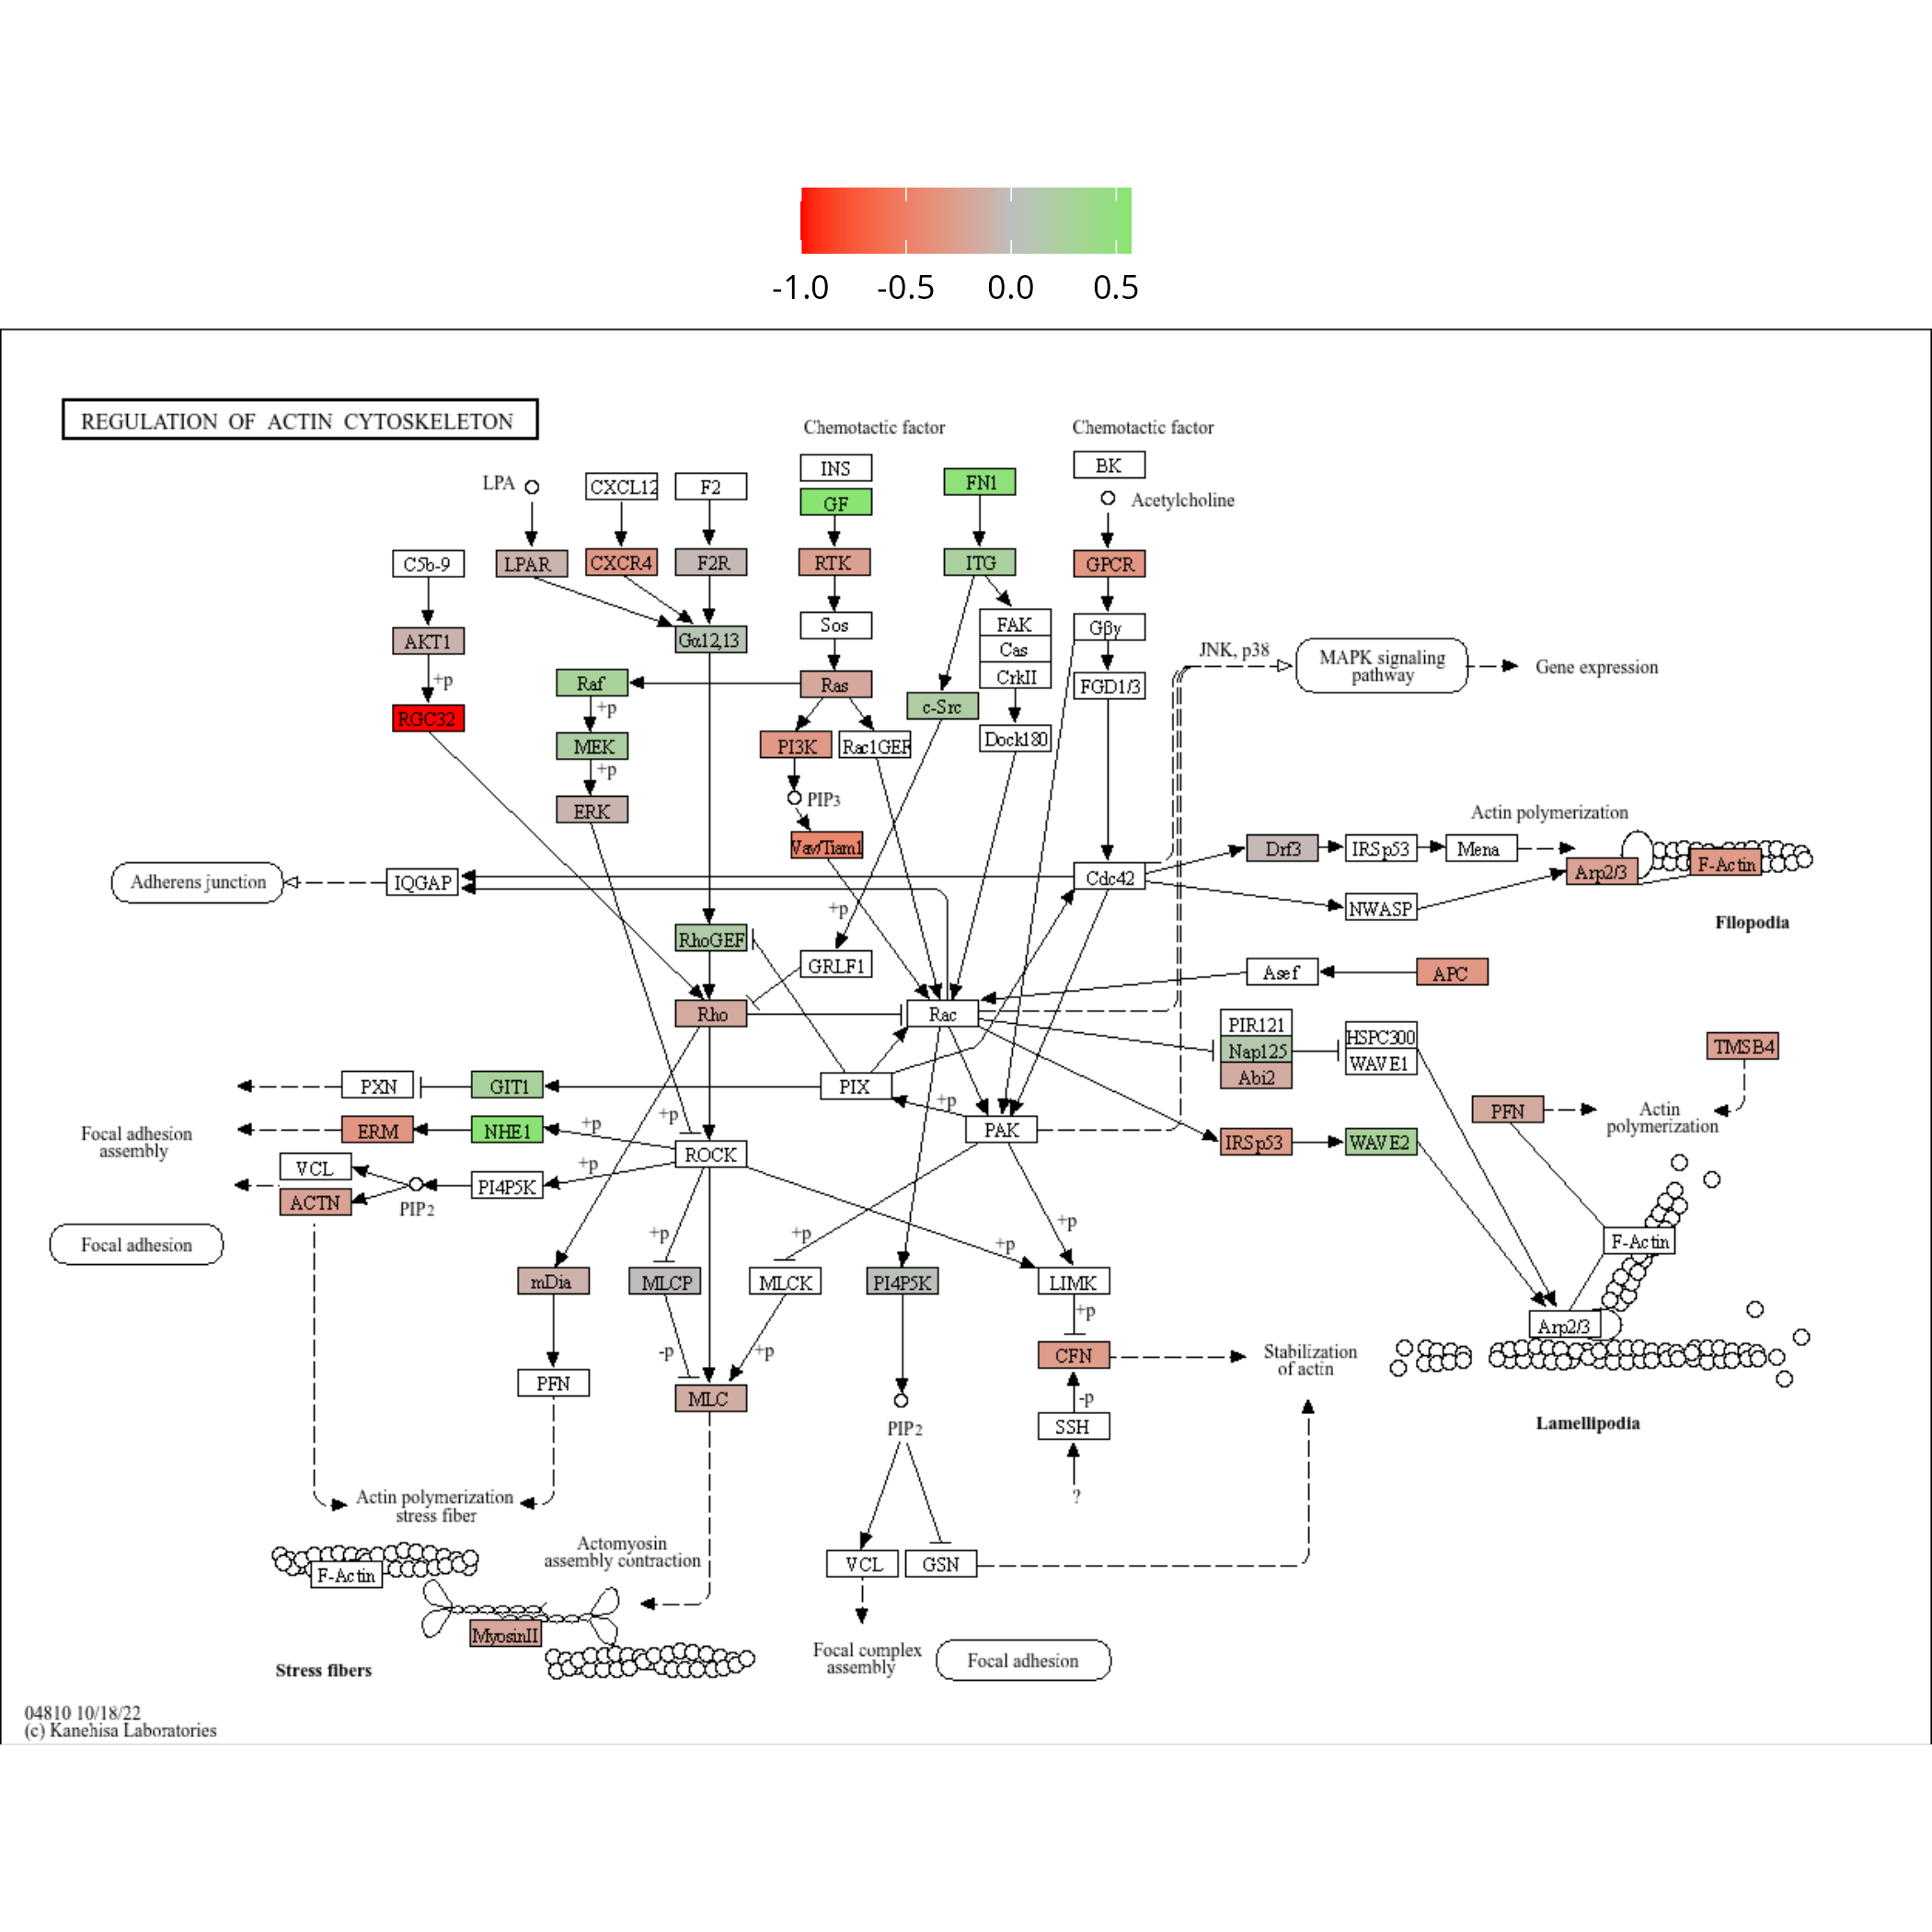 -1.0 -0.5 0.0 0.5
REGULATION OF ACTIN CYTOSKELETON
Chemotactic factor
Chemotactic factor
LPA
CXCL12
F2
INS
GF
FN1
BK
Acetylcholine
C5b-9
LPAR
CXCR4
F2R
RTK
ITG
GPCR
AKT1
Gα12,13
Sos
FAK
Cas
CrkII
Gβγ
JNK, p38
MAPK signaling
pathway
Gene expression
+p
Raf
Ras
FGD1/3
RGC32
+p
c-Src
MEK
PI3K
Rac1GEF
Dock180
+p
ERK
PIP3
Vav/Tiam1
Actin polymerization
Drf3
IRSp53
Mena
Arp2/3
F-Actin
Adherens junction
IQGAP
Cdc42
NWASP
Filopodia
+p
RhoGEF
GRLF1
Asef
APC
Rho
Rac
PIR121
Nap125
Abi2
HSPC300
WAVE1
TMSB4
PXN
GIT1
PIX
+p
PFN
Actin
polymerization
Focal adhesion
assembly
ERM
NHE1
+p
+p
PAK
IRSp53
WAVE2
ROCK
VCL
ACTN
PIP2
PI4P5K
+p
Focal adhesion
+p
+p
+p
+p
F-Actin
mDia
MLCP
MLCK
PI4P5K
LIMK
+p
Arp2/3
-p
+p
CFN
Stabilization
of actin
PFN
MLC
-p
PIP2
SSH
Lamellipodia
?
Actin polymerization
stress fiber
Actomyosin
assembly contraction
F-Actin
VCL
GSN
MyosinII
Stress fibers
Focal complex
assembly
Focal adhesion
04810 10/18/22
(c) Kanehisa Laboratories